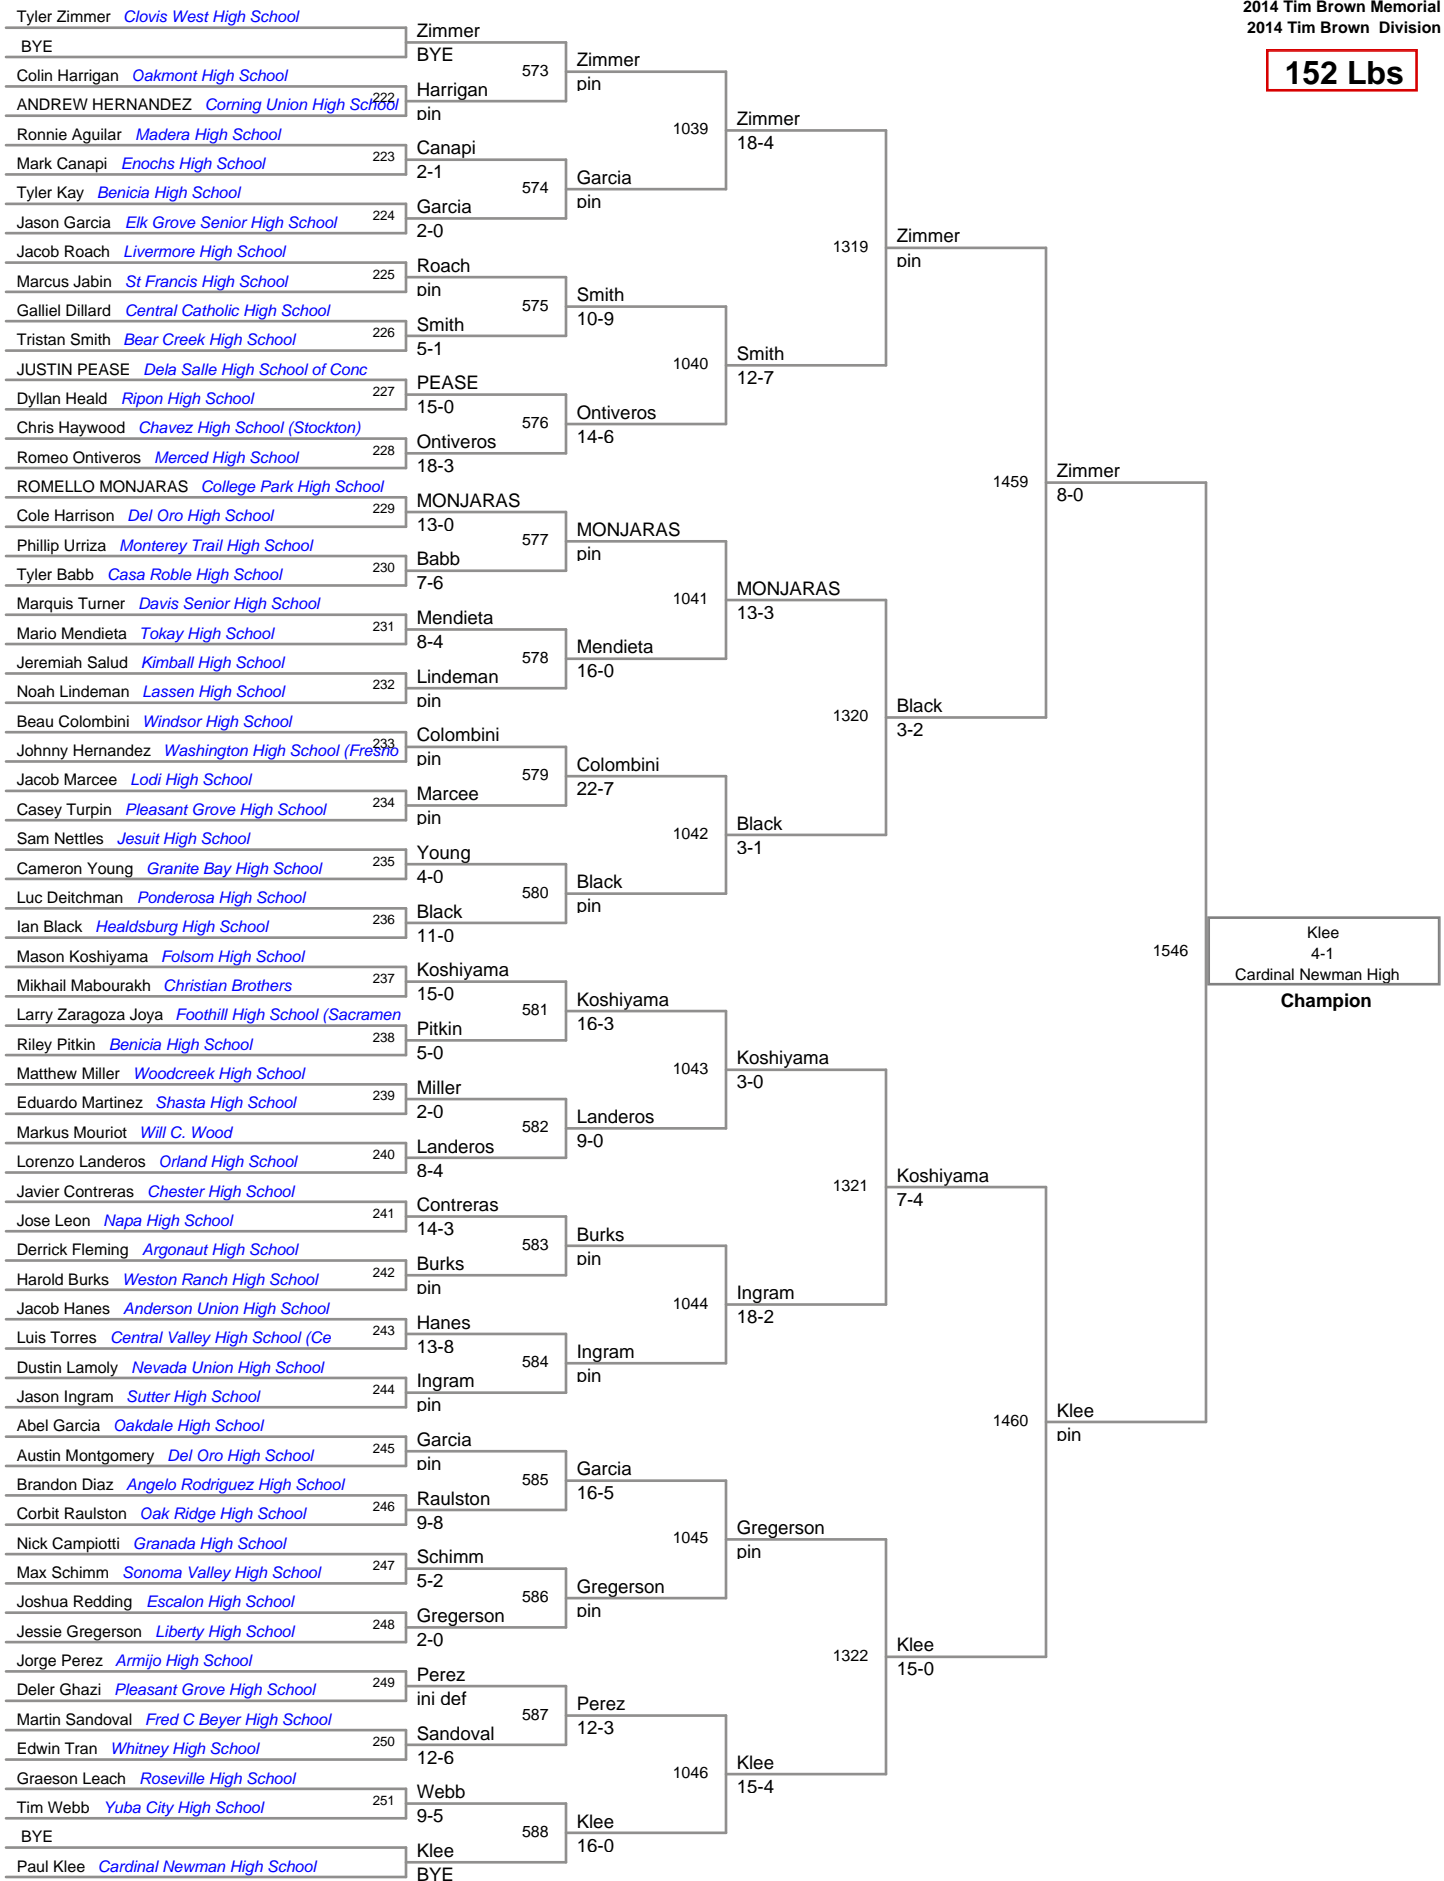 2014 Tim Brown Memorial
2014 Tim Brown Division
152 Lbs
Tyler Zimmer Clovis West High School
BYE
Colin Harrigan Oakmont High School
ANDREW HERNANDEZ Corning Union High School
222
Ronnie Aguilar Madera High School
Mark Canapi Enochs High School
223
Tyler Kay Benicia High School
Jason Garcia Elk Grove Senior High School
224
Jacob Roach Livermore High School
Marcus Jabin St Francis High School
225
Galliel Dillard Central Catholic High School
Tristan Smith Bear Creek High School
226
JUSTIN PEASE Dela Salle High School of Conc
Dyllan Heald Ripon High School
227
Chris Haywood Chavez High School (Stockton)
Romeo Ontiveros Merced High School
228
ROMELLO MONJARAS College Park High School
Cole Harrison Del Oro High School
229
Phillip Urriza Monterey Trail High School
Tyler Babb Casa Roble High School
230
Marquis Turner Davis Senior High School
Mario Mendieta Tokay High School
231
Jeremiah Salud Kimball High School
Noah Lindeman Lassen High School
232
Beau Colombini Windsor High School
Johnny Hernandez Washington High School (Fresno
233
Jacob Marcee Lodi High School
Casey Turpin Pleasant Grove High School
234
Sam Nettles Jesuit High School
Cameron Young Granite Bay High School
235
Luc Deitchman Ponderosa High School
Ian Black Healdsburg High School
236
Mason Koshiyama Folsom High School
Mikhail Mabourakh Christian Brothers
237
Larry Zaragoza Joya Foothill High School (Sacramen
Riley Pitkin Benicia High School
238
Matthew Miller Woodcreek High School
Eduardo Martinez Shasta High School
239
Markus Mouriot Will C. Wood
Lorenzo Landeros Orland High School
240
Javier Contreras Chester High School
Jose Leon Napa High School
241
Derrick Fleming Argonaut High School
Harold Burks Weston Ranch High School
242
Jacob Hanes Anderson Union High School
Luis Torres Central Valley High School (Ce
243
Dustin Lamoly Nevada Union High School
Jason Ingram Sutter High School
244
Abel Garcia Oakdale High School
Austin Montgomery Del Oro High School
245
Brandon Diaz Angelo Rodriguez High School
Corbit Raulston Oak Ridge High School
246
Nick Campiotti Granada High School
Max Schimm Sonoma Valley High School
247
Joshua Redding Escalon High School
Jessie Gregerson Liberty High School
248
Jorge Perez Armijo High School
Deler Ghazi Pleasant Grove High School
249
Martin Sandoval Fred C Beyer High School
Edwin Tran Whitney High School
250
Graeson Leach Roseville High School
Tim Webb Yuba City High School
251
BYE
Paul Klee Cardinal Newman High School
Zimmer
BYE
573
Harrigan
pin
Canapi
2-1
574
Garcia
2-0
Roach
pin
575
Smith
5-1
PEASE
15-0
576
Ontiveros
18-3
MONJARAS
13-0
577
Babb
7-6
Mendieta
8-4
578
Lindeman
pin
Colombini
pin
579
Marcee
pin
Young
4-0
580
Black
11-0
Koshiyama
15-0
581
Pitkin
5-0
Miller
2-0
582
Landeros
8-4
Contreras
14-3
583
Burks
pin
Hanes
13-8
584
Ingram
pin
Garcia
pin
585
Raulston
9-8
Schimm
5-2
586
Gregerson
2-0
Perez
ini def
587
Sandoval
12-6
Webb
9-5
588
Klee
BYE
Zimmer
pin
1039
Garcia
pin
Smith
10-9
1040
Ontiveros
14-6
MONJARAS
pin
1041
Mendieta
16-0
Colombini
22-7
1042
Black
pin
Koshiyama
16-3
1043
Landeros
9-0
Burks
pin
1044
Ingram
pin
Garcia
16-5
1045
Gregerson
pin
Perez
12-3
1046
Klee
16-0
Zimmer
18-4
1319
Smith
12-7
MONJARAS
13-3
1320
Black
3-1
Koshiyama
3-0
1321
Ingram
18-2
Gregerson
pin
1322
Klee
15-4
Zimmer
pin
1459
Black
3-2
Koshiyama
7-4
1460
Klee
15-0
Zimmer
8-0
1546
Klee
pin
Klee
4-1
Cardinal Newman High
Champion